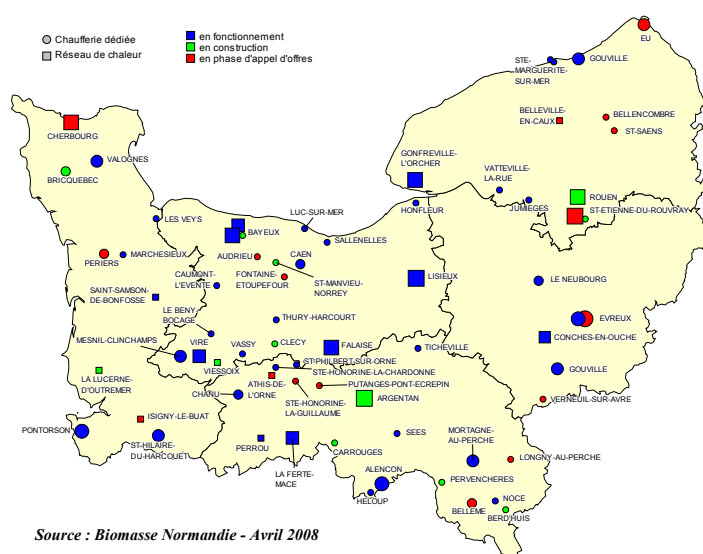 Chaufferie dédiée
Réseau de chaleur
en fonctionnement
en construction
en phase d'appel d'offres
EU
STE-
MARGUERITE-
SUR-MER
GOUVILLE
BELLEVILLE-
EN-CAUX
BELLENCOMBRE
ST-SAENS
CHERBOURG
VALOGNES
BRICQUEBEC
GONFREVILLE-
L'ORCHER
VATTEVILLE-
LA-RUE
ROUEN
JUMIEGES
ST-ETIENNE-DU-ROUVRAY
HONFLEUR
LES VEYS
LUC-SUR-MER
BAYEUX
SALLENELLES
AUDRIEU
CAEN
PERIERS
MARCHESIEUX
CAUMONT-
L'EVENTE
FONTAINE-
ETOUPEFOUR
ST-MANVIEU-
NORREY
LISIEUX
LE NEUBOURG
SAINT-SAMSON-
DE-BONFOSSE
LE BENY
BOCAGE
THURY-HARCOURT
EVREUX
CONCHES-EN-OUCHE
MESNIL-CLINCHAMPS
VIRE
VASSY
CLECY
FALAISE
TICHEVILLE
VIESSOIX
ST-PHILBERT-SUR-ORNE
STE-HONORINE-LA-CHARDONNE
GOUVILLE
LA LUCERNE-
D'OUTREMER
CHANU
ATHIS-DE-
L'ORNE
STE-HONORINE-
LA-GUILLAUME
PUTANGES-PONT-ECREPIN
ARGENTAN
VERNEUIL-SUR-AVRE
ISIGNY-LE-BUAT
PONTORSON
ST-HILAIRE-
DU-HARCOUET
PERROU
LA FERTE-
MACE
CARROUGES
SEES
MORTAGNE-
AU-PERCHE
LONGNY-AU-PERCHE
ALENCON
HELOUP
PERVENCHERES
BELLEME
NOCE
BERD'HUIS
Source : Biomasse Normandie - Avril 2008